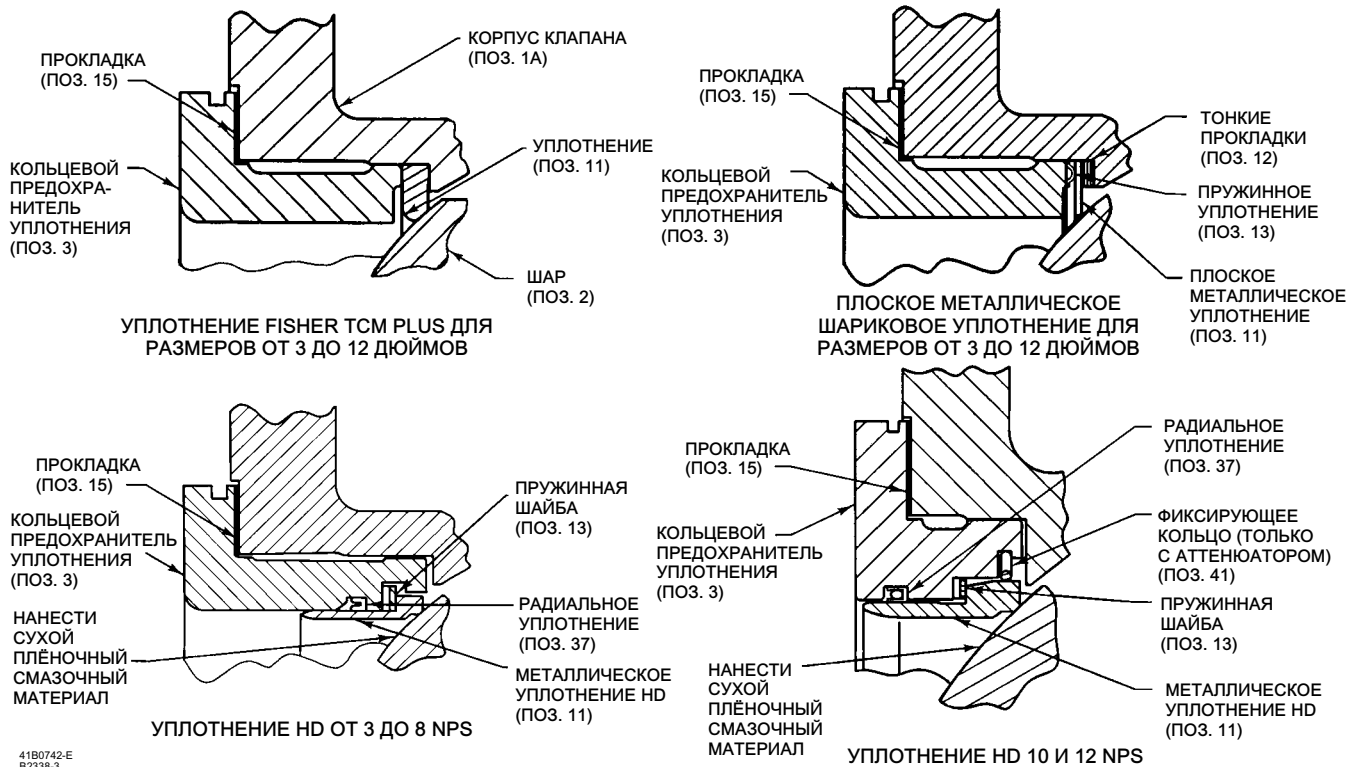 ПРОКЛАДКА
(ПОЗ. 15)
КОРПУС КЛАПАНА
(ПОЗ. 1А)
УПЛОТНЕНИЕ
(ПОЗ. 11)
КОЛЬЦЕВОЙ
ПРЕДОХРА-
НИТЕЛЬ
УПЛОТНЕНИЯ
(ПОЗ. 3)
ШАР
(ПОЗ. 2)
УПЛОТНЕНИЕ FISHER TCM PLUS ДЛЯ
РАЗМЕРОВ ОТ 3 ДО 12 ДЮЙМОВ
ПРОКЛАДКА
(ПОЗ. 15)
ТОНКИЕ
ПРОКЛАДКИ
(ПОЗ. 12)
КОЛЬЦЕВОЙ
ПРЕДОХРАНИТЕЛЬ
УПЛОТНЕНИЯ
(ПОЗ. 3)
ПРУЖИННОЕ
УПЛОТНЕНИЕ
(ПОЗ. 13)
ПЛОСКОЕ
МЕТАЛЛИЧЕСКОЕ
УПЛОТНЕНИЕ
(ПОЗ. 11)
ПЛОСКОЕ МЕТАЛЛИЧЕСКОЕ
ШАРИКОВОЕ УПЛОТНЕНИЕ ДЛЯ
РАЗМЕРОВ ОТ 3 ДО 12 ДЮЙМОВ
ПРОКЛАДКА
(ПОЗ. 15)
КОЛЬЦЕВОЙ
ПРЕДОХРАНИТЕЛЬ
УПЛОТНЕНИЯ
(ПОЗ. 3)
НАНЕСТИ
СУХОЙ
ПЛЁНОЧНЫЙ
СМАЗОЧНЫЙ
МАТЕРИАЛ
ПРУЖИННАЯ
ШАЙБА
(ПОЗ. 13)
РАДИАЛЬНОЕ
УПЛОТНЕНИЕ
(ПОЗ. 37)
МЕТАЛЛИЧЕСКОЕ
УПЛОТНЕНИЕ HD
(ПОЗ. 11)
УПЛОТНЕНИЕ HD ОТ 3 ДО 8 NPS
ПРОКЛАДКА
(ПОЗ. 15)
КОЛЬЦЕВОЙ
ПРЕДОХРАНИТЕЛЬ
УПЛОТНЕНИЯ
(ПОЗ. 3)
НАНЕСТИ
СУХОЙ
ПЛЁНОЧНЫЙ
СМАЗОЧНЫЙ
МАТЕРИАЛ
РАДИАЛЬНОЕ
УПЛОТНЕНИЕ
(ПОЗ. 37)
ФИКСИРУЮЩЕЕ
КОЛЬЦО (ТОЛЬКО
С АТТЕНЮАТОРОМ)
(ПОЗ. 41)
ПРУЖИННАЯ
ШАЙБА
(ПОЗ. 13)
МЕТАЛЛИЧЕСКОЕ
УПЛОТНЕНИЕ HD
(ПОЗ. 11)
УПЛОТНЕНИЕ HD 10 И 12 NPS
41B0742-E
B2338-3